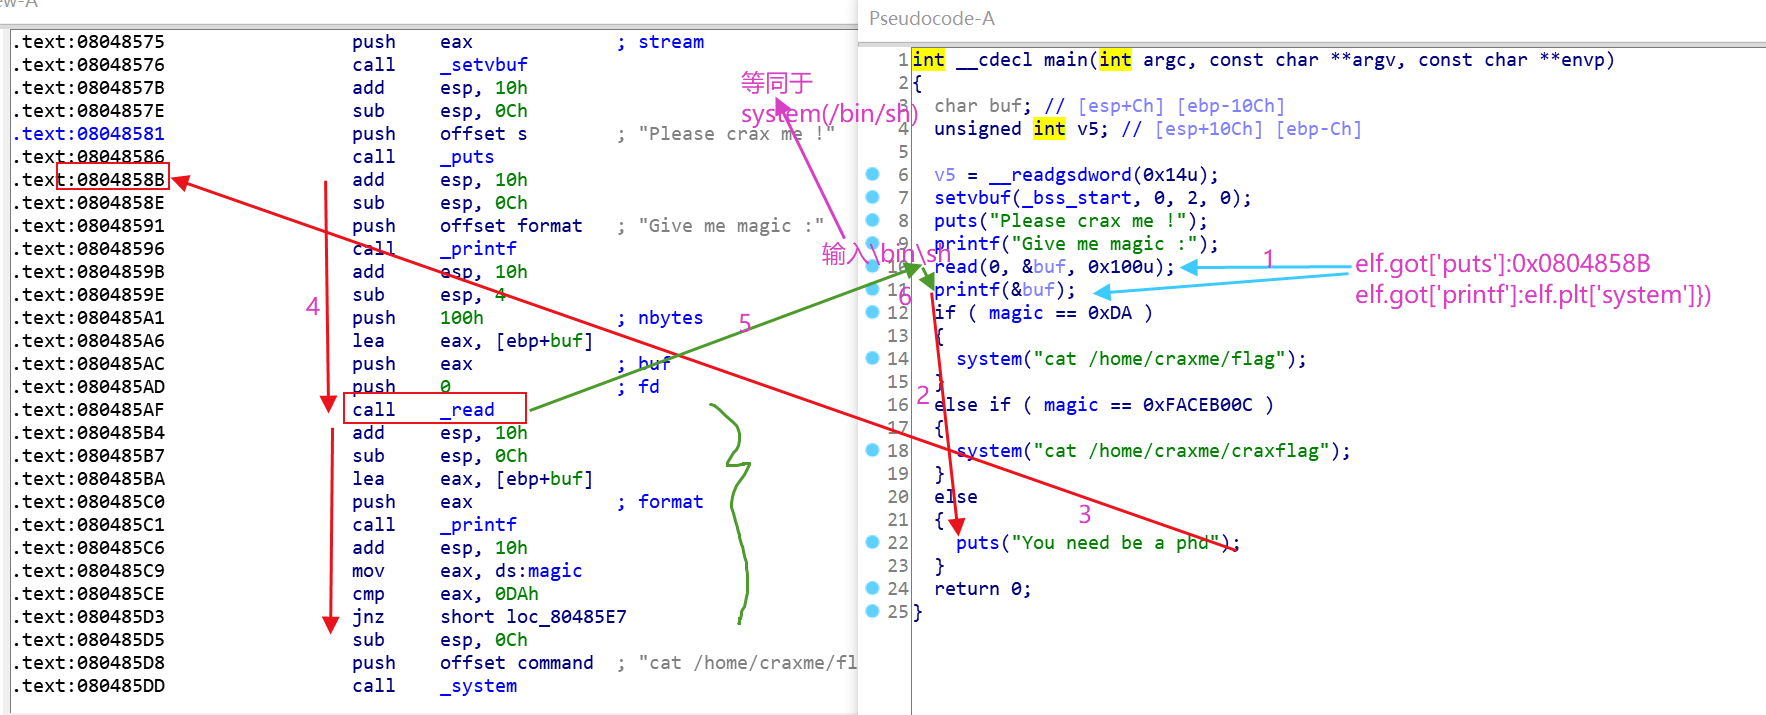 ew-A
.text:08048575 push eax ; stream
.text:08048576 call _setvbuf
.text:0804857B add esp, 10h
.text:0804857E sub esp, 0Ch
.text:08048581 push offset s ; "Please crax me !"
.text:08048586 call _puts
.text:0804858B add esp, 10h
.text:0804858E sub esp, 0Ch
.text:08048591 push offset format ; "Give me magic :"
.text:08048596 call _printf
.text:0804859B add esp, 10h
.text:0804859E sub esp, 4
.text:080485A1 push 100h ; nbytes
.text:080485A6 lea eax, [ebp+buf]
.text:080485AC push eax ; buf
.text:080485AD push 0 ; fd
.text:080485AF call _read
.text:080485B4 add esp, 10h
.text:080485B7 sub esp, 0Ch
.text:080485BA lea eax, [ebp+buf]
.text:080485C0 push eax ; format
.text:080485C1 call _printf
.text:080485C6 add esp, 10h
.text:080485C9 mov eax, ds:magic
.text:080485CE cmp eax, 0DAh
.text:080485D3 jnz short loc_80485E7
.text:080485D5 sub esp, 0Ch
.text:080485D8 push offset command ; "cat /home/craxme/fl
.text:080485DD call _system
4
5
等同于
system(/bin/sh)
输入\bin\sh
Pseudocode-A
1 int __cdecl main(int argc, const char **argv, const char **envp)
2 {
3 char buf; // [esp+Ch] [ebp-10Ch]
4 unsigned int v5; // [esp+10Ch] [ebp-Ch]
5
6 v5 = __readgsdword(0x14u);
7 setvbuf(_bss_start, 0, 2, 0);
8 puts("Please crax me !");
9 printf("Give me magic :");
10 read(0, &buf, 0x100u);
11 printf(&buf);
12 if ( magic == 0xDA )
13 {
14 system("cat /home/craxme/flag");
15 }
16 else if ( magic == 0xFACEB00C )
17 {
18 system("cat /home/craxme/craxflag");
19 }
20 else
21 {
22 puts("You need be a phd");
23 }
24 return 0;
25 }
1
elf.got['puts']:0x0804858B
elf.got['printf']:elf.plt['system']})
6
2
3